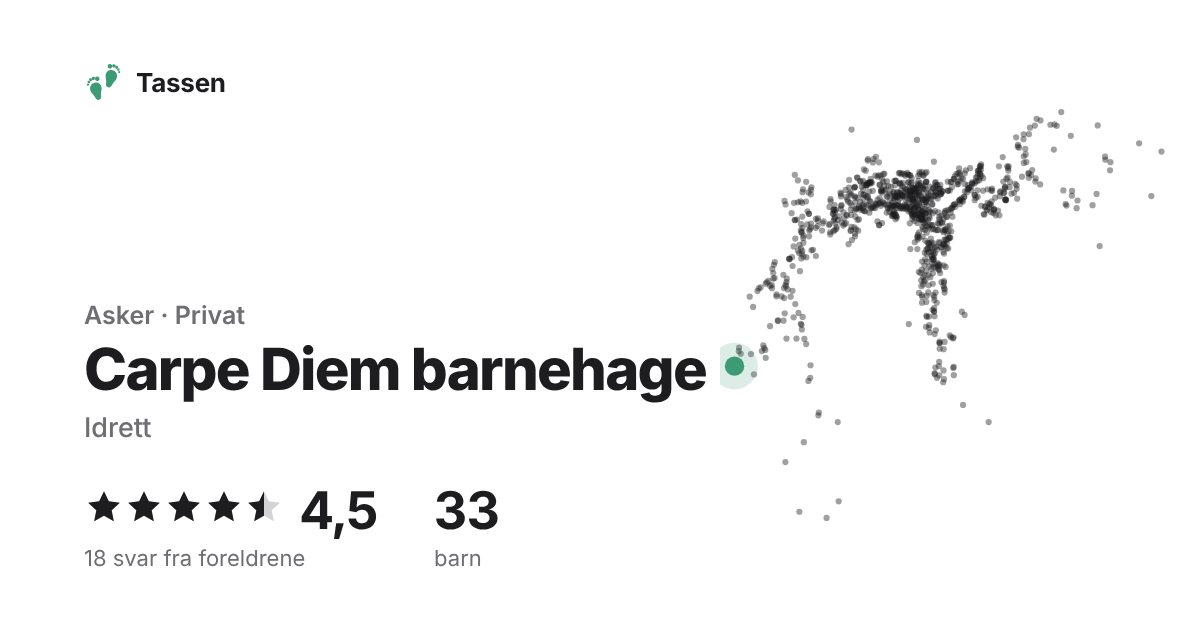 Tassen
Asker · Privat
Carpe Diem barnehage
Idrett
4,5
33
18 svar fra foreldrene
barn